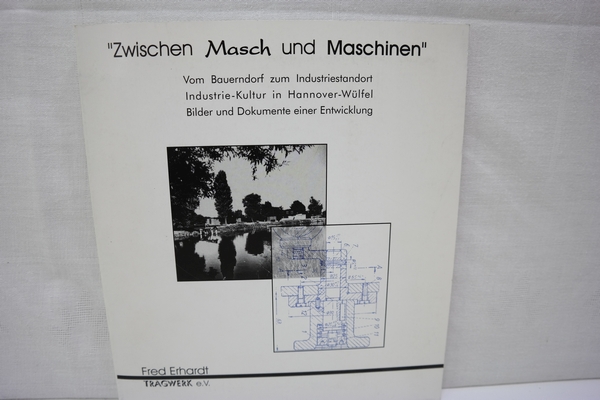 "Zwischen Masch und Maschinen"
Vom Bauerndorf zum Industriestandort
Industrie-Kultur in Hannover-Wülfel
Bilder und Dokumente einer Entwicklung
Fred Erhardt
TRAGWERK e.V.